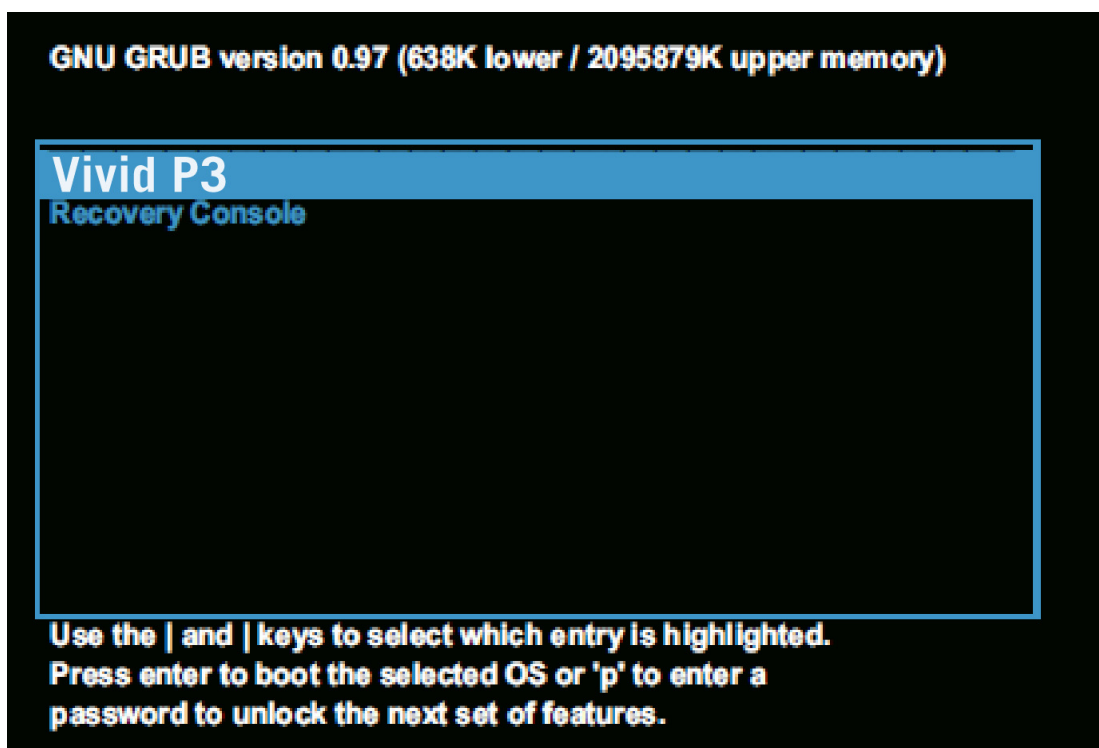 GNU GRUB version 0.97 (638K lower / 2095879K upper memory)
Vivid P3
Recovery Console
Use the | and | keys to select which entry is highlighted.
Press enter to boot the selected OS or 'p' to enter a
password to unlock the next set of features.